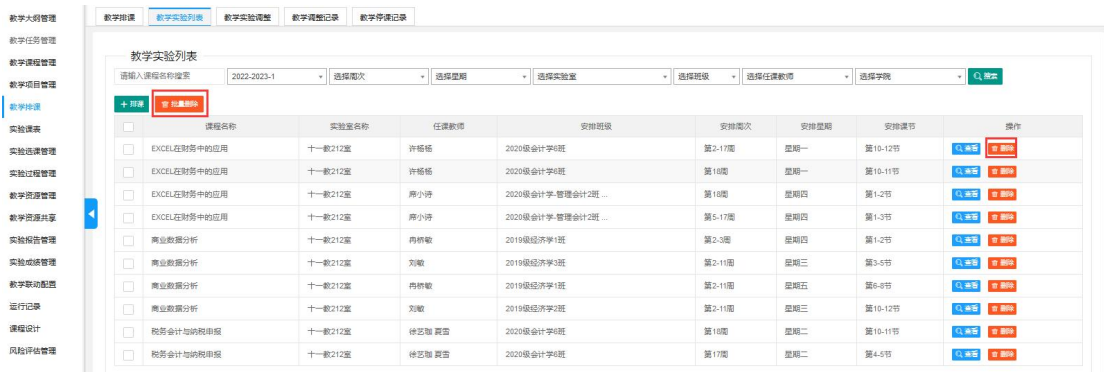 教学大纲管理
教学任务管理
教学课程管理
教学项目管理
教学排课
实验课表
实验选课管理
实验过程管理
教学资源管理
教学资源共享
实验报告管理
实验成绩管理
教学联动配置
运行记录
课程设计
风险评估管理
教学排课 教学实验列表 教学实验调整 教学调整记录 教学停课记录
教学实验列表
请输入课程名称搜索 2022-2023-1 选择周次 选择星期 选择实验室 选择班级 选择任课教师 选择学院 搜索
+ 排课 批量删除
课程名称 实验室名称 任课教师 安排班级 安排周次 安排星期 安排课节 操作
EXCEL在财务中的应用 十一教212室 许杨杨 2020级会计学6班 第2-17周 星期一 第10-12节 查看 删除
EXCEL在财务中的应用 十一教212室 许杨杨 2020级会计学6班 第18周 星期一 第10-11节 查看 删除
EXCEL在财务中的应用 十一教212室 席小诗 2020级会计学-管理会计2班 ... 第18周 星期四 第1-2节 查看 删除
EXCEL在财务中的应用 十一教212室 席小诗 2020级会计学-管理会计2班 ... 第5-17周 星期四 第1-3节 查看 删除
商业数据分析 十一教212室 冉桥敏 2019级经济学1班 第2-3周 星期四 第1-2节 查看 删除
商业数据分析 十一教212室 刘敏 2019级经济学3班 第2-11周 星期三 第3-5节 查看 删除
商业数据分析 十一教212室 冉桥敏 2019级经济学1班 第2-11周 星期五 第6-8节 查看 删除
商业数据分析 十一教212室 刘敏 2019级经济学2班 第2-11周 星期三 第10-12节 查看 删除
税务会计与纳税申报 十一教212室 徐艺珈 夏雪 2020级会计学6班 第18周 星期二 第10-11节 查看 删除
税务会计与纳税申报 十一教212室 徐艺珈 夏雪 2020级会计学6班 第17周 星期二 第4-5节 查看 删除